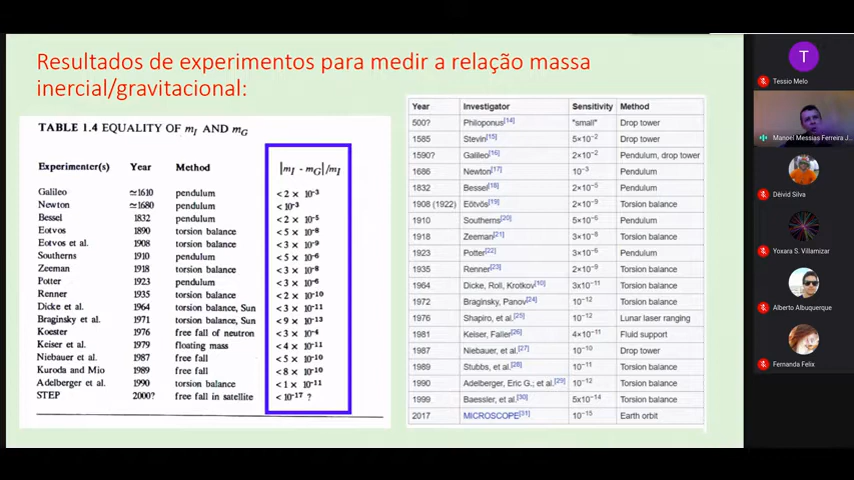 Resultados de experimentos para medir a relação massa
inercial/gravitacional:
TABLE 1.4 EQUALITY OF mI AND mG
Experimenter(s) Year Method |mI - mG|/mI
Galileo ≃1610 pendulum < 2 × 10⁻³
Newton ≃1680 pendulum < 10⁻³
Bessel 1832 pendulum < 2 × 10⁻⁵
Eotvos 1890 torsion balance < 5 × 10⁻⁸
Eotvos et al. 1908 torsion balance < 3 × 10⁻⁹
Southerns 1910 pendulum < 5 × 10⁻⁶
Zeeman 1918 torsion balance < 3 × 10⁻⁸
Potter 1923 pendulum < 3 × 10⁻⁶
Renner 1935 torsion balance < 2 × 10⁻¹⁰
Dicke et al. 1964 torsion balance, Sun < 3 × 10⁻¹¹
Braginsky et al. 1971 torsion balance, Sun < 9 × 10⁻¹³
Koester 1976 free fall of neutron < 3 × 10⁻⁴
Keiser et al. 1979 floating mass < 4 × 10⁻¹¹
Niebauer et al. 1987 free fall < 5 × 10⁻¹⁰
Kuroda and Mio 1989 free fall < 8 × 10⁻¹⁰
Adelberger et al. 1990 torsion balance < 1 × 10⁻¹¹
STEP 2000? free fall in satellite < 10⁻¹⁷ ?
Year Investigator Sensitivity Method
500? Philoponus[14] "small" Drop tower
1585 Stevin[15] 5×10⁻² Drop tower
1590? Galileo[16] 2×10⁻² Pendulum, drop tower
1686 Newton[17] 10⁻³ Pendulum
1832 Bessel[18] 2×10⁻⁵ Pendulum
1908 (1922) Eötvös[19] 2×10⁻⁹ Torsion balance
1910 Southerns[20] 5×10⁻⁶ Pendulum
1918 Zeeman[21] 3×10⁻⁸ Torsion balance
1923 Potter[22] 3×10⁻⁶ Pendulum
1935 Renner[23] 2×10⁻⁹ Torsion balance
1964 Dicke, Roll, Krotkov[10] 3x10⁻¹¹ Torsion balance
1972 Braginsky, Panov[24] 10⁻¹² Torsion balance
1976 Shapiro, et al.[25] 10⁻¹² Lunar laser ranging
1981 Keiser, Faller[26] 4×10⁻¹¹ Fluid support
1987 Niebauer, et al.[27] 10⁻¹⁰ Drop tower
1989 Stubbs, et al.[28] 10⁻¹¹ Torsion balance
1990 Adelberger, Eric G.; et al.[29] 10⁻¹² Torsion balance
1999 Baessler, et al.[30] 5x10⁻¹⁴ Torsion balance
2017 MICROSCOPE[31] 10⁻¹⁵ Earth orbit
T
Tessio Melo
Manoel Messias Ferreira J...
Déivid Silva
Yoxara S. Villamizar
Alberto Albuquerque
Fernanda Felix